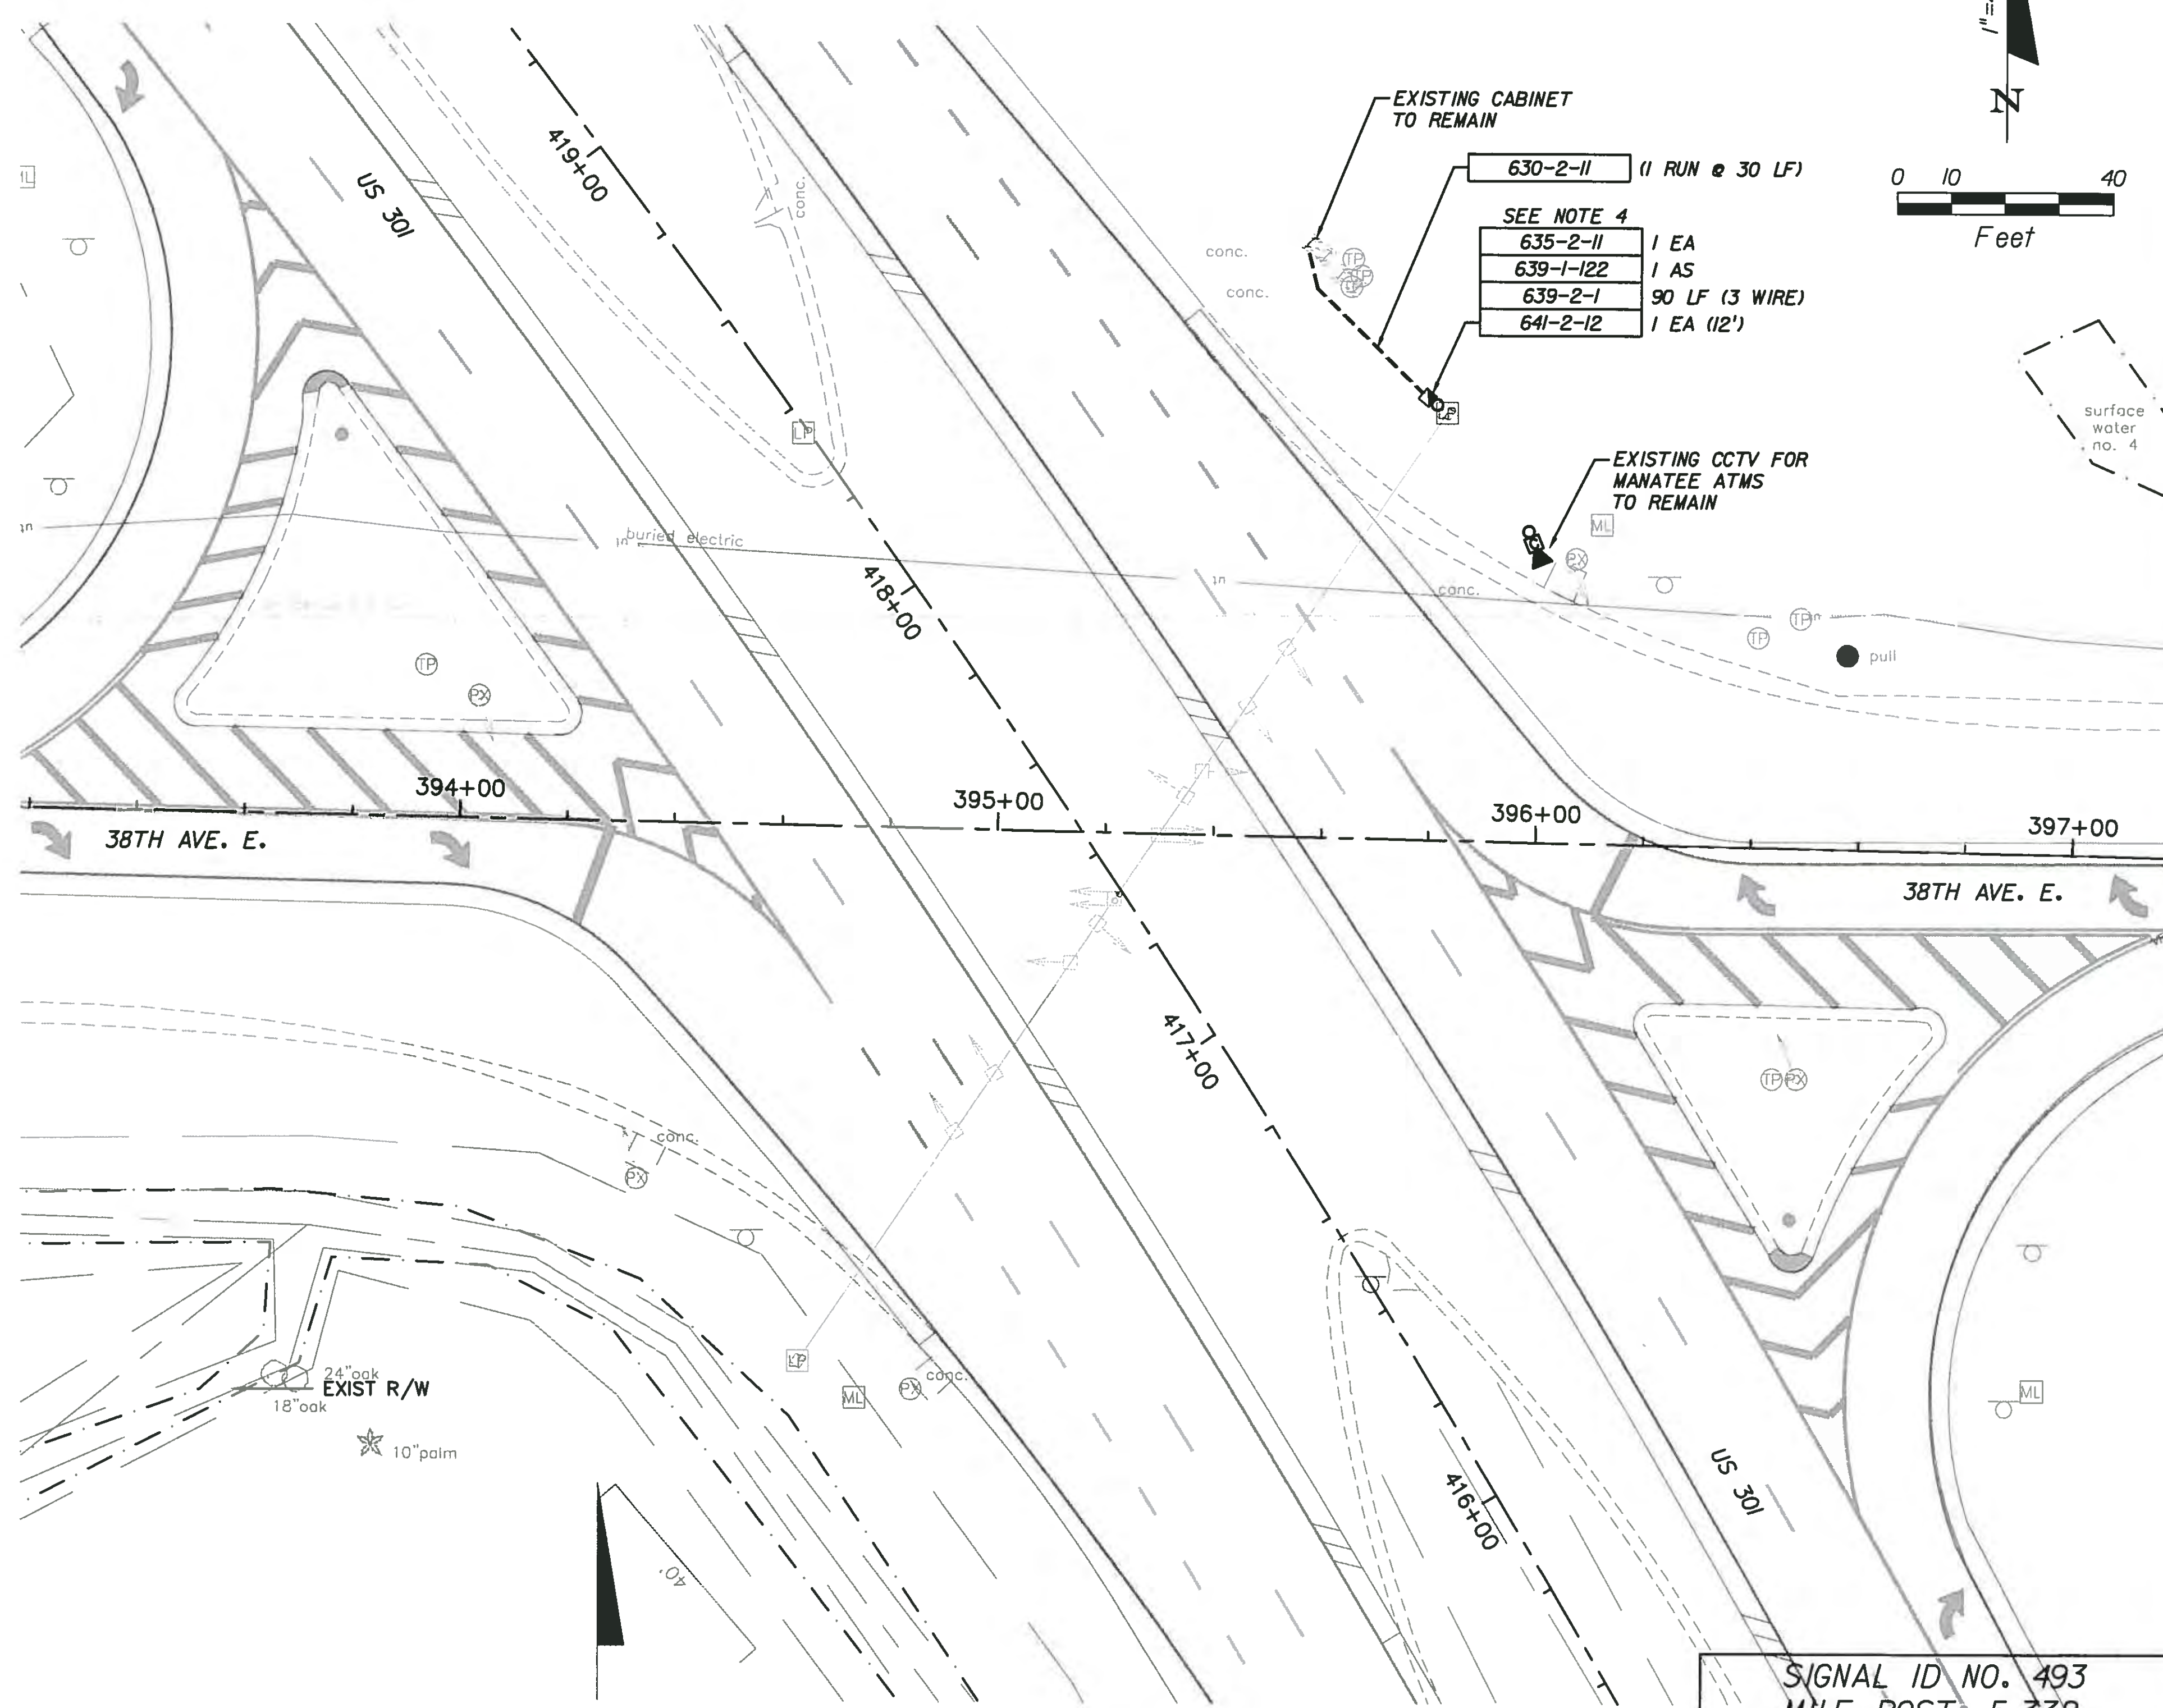 1"=
N
0 10 40
Feet
EXISTING CABINET
TO REMAIN
630-2-11 (1 RUN @ 30 LF)
SEE NOTE 4
635-2-11 1 EA
639-1-122 1 AS
639-2-1 90 LF (3 WIRE)
641-2-12 1 EA (12')
419+00
US 301
conc.
conc.
conc.
TP
TP
LP
LP
surface
water
no. 4
EXISTING CCTV FOR
MANATEE ATMS
TO REMAIN
ML
PX
buried electric
418+00
conc.
TP
TP
pull
TP
PX
394+00
395+00
396+00
397+00
38TH AVE. E.
38TH AVE. E.
417+00
TP
PX
conc.
PX
LP
ML
PX
conc.
24"oak
EXIST R/W
18"oak
10"palm
ML
US 301
416+00
40'
SIGNAL ID NO. 493